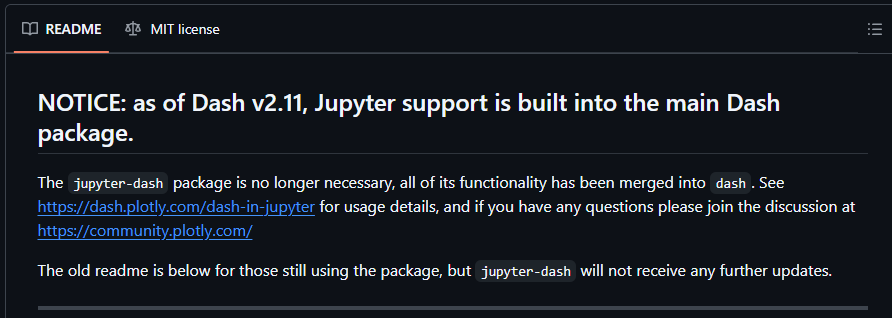 README
MIT license
NOTICE: as of Dash v2.11, Jupyter support is built into the main Dash
package.
The jupyter-dash package is no longer necessary, all of its functionality has been merged into dash. See
https://dash.plotly.com/dash-in-jupyter for usage details, and if you have any questions please join the discussion at
https://community.plotly.com/
The old readme is below for those still using the package, but jupyter-dash will not receive any further updates.